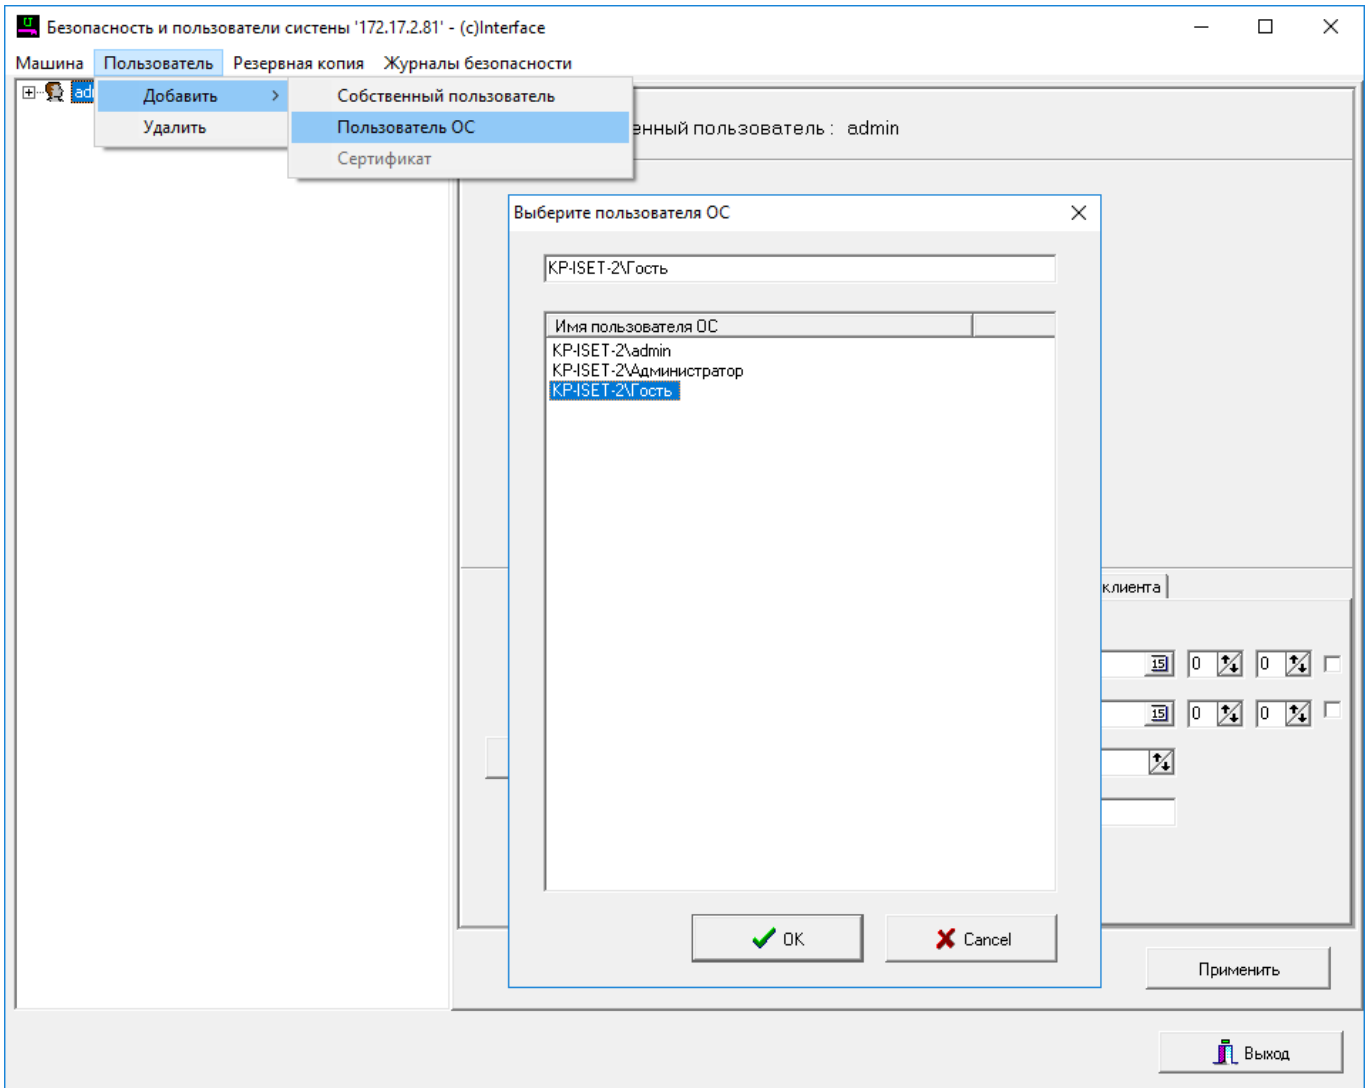 Безопасность и пользователи системы '172.17.2.81' - (c)Interface
Машина Пользователь Резервная копия Журналы безопасности
Добавить
Удалить
Собственный пользователь
Пользователь ОС
Сертификат
енный пользователь : admin
Выберите пользователя ОС
KP-ISET-2\Гость
Имя пользователя ОС
KP-ISET-2\admin
KP-ISET-2\Администратор
KP-ISET-2\Гость
клиента
15 0 0
15 0 0
OK Cancel
Применить
Выход